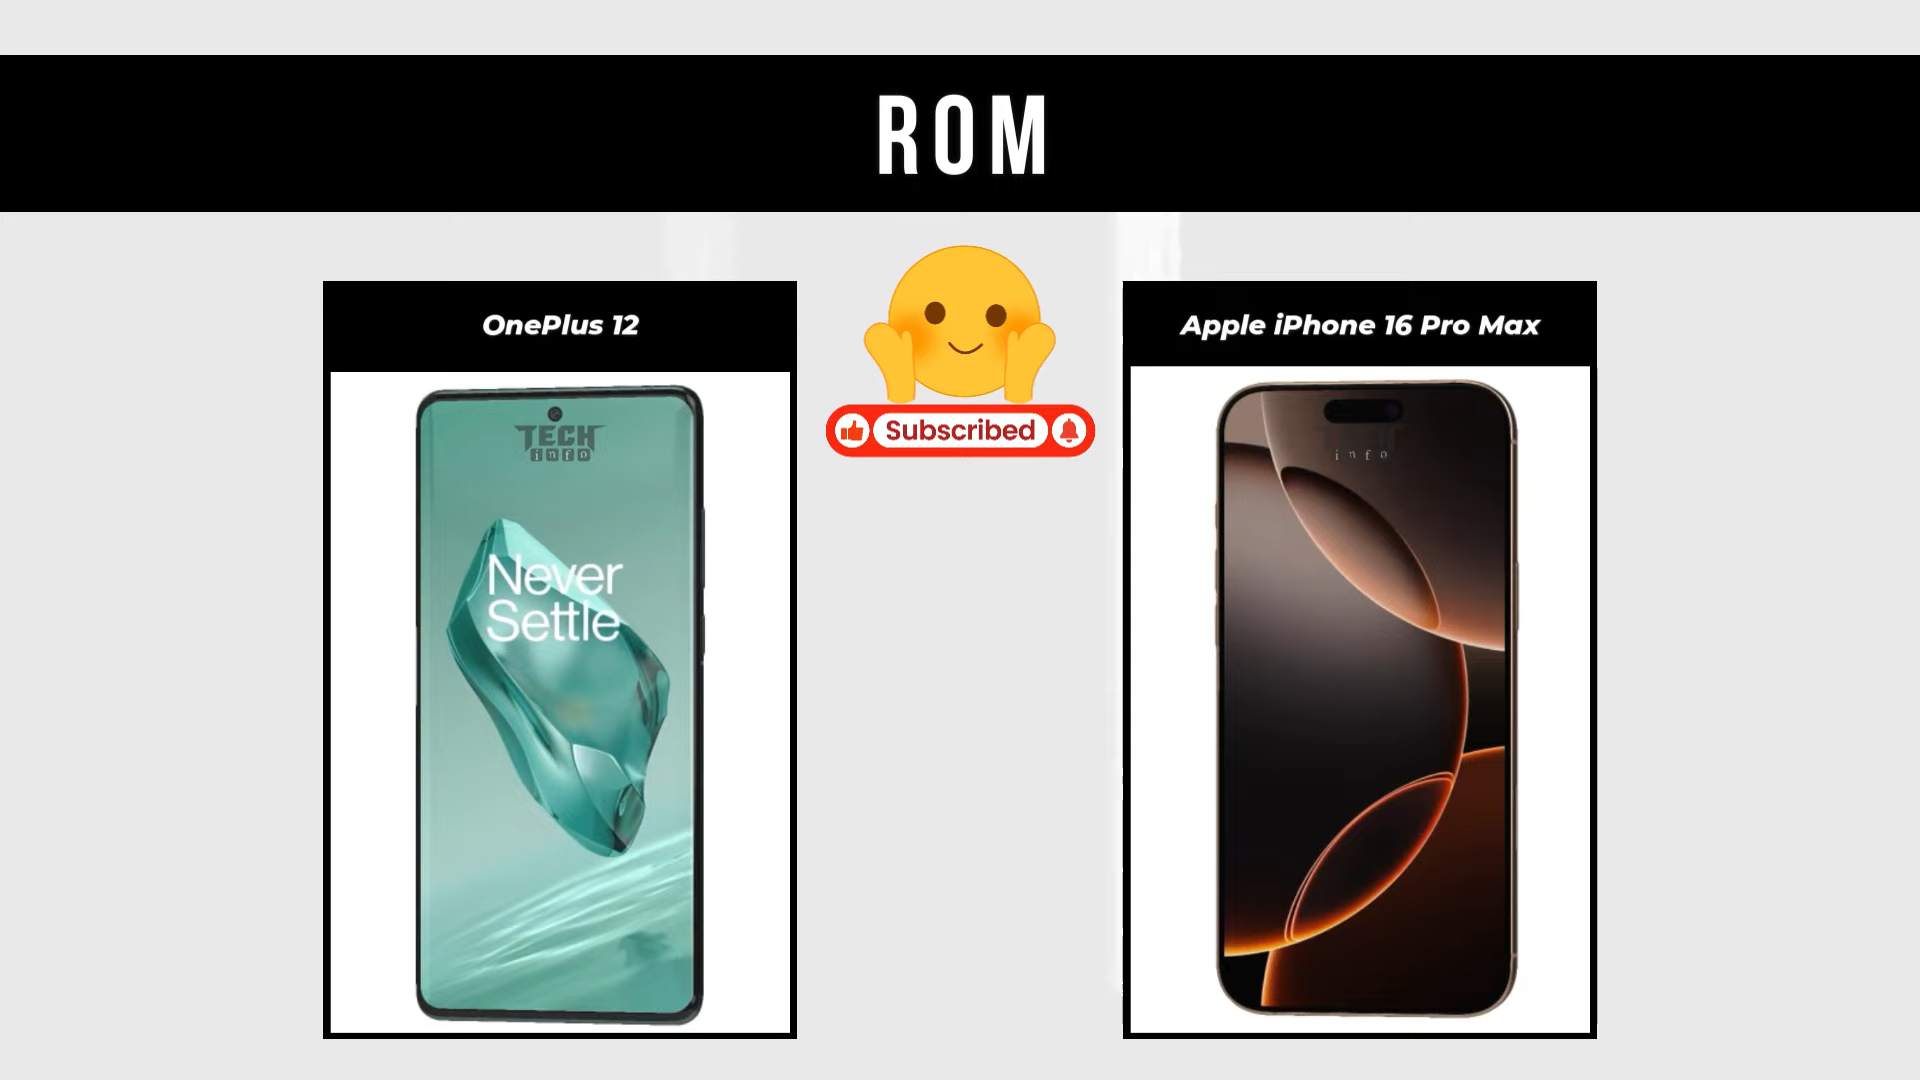 ROM
OnePlus 12
Subscribed
Apple iPhone 16 Pro Max
TECH
info
Never
Settle
info